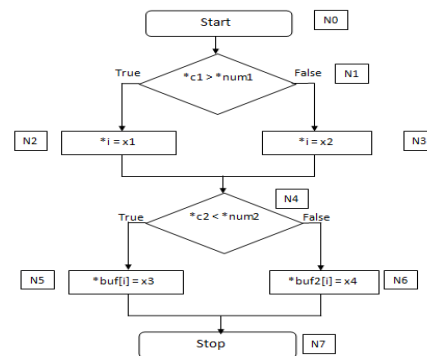 Start
N0
*c1 > *num1
True
False
N1
N2
*i = x1
*i = x2
N3
N4
*c2 < *num2
True
False
N5
*buf[i] = x3
*buf2[i] = x4
N6
Stop
N7